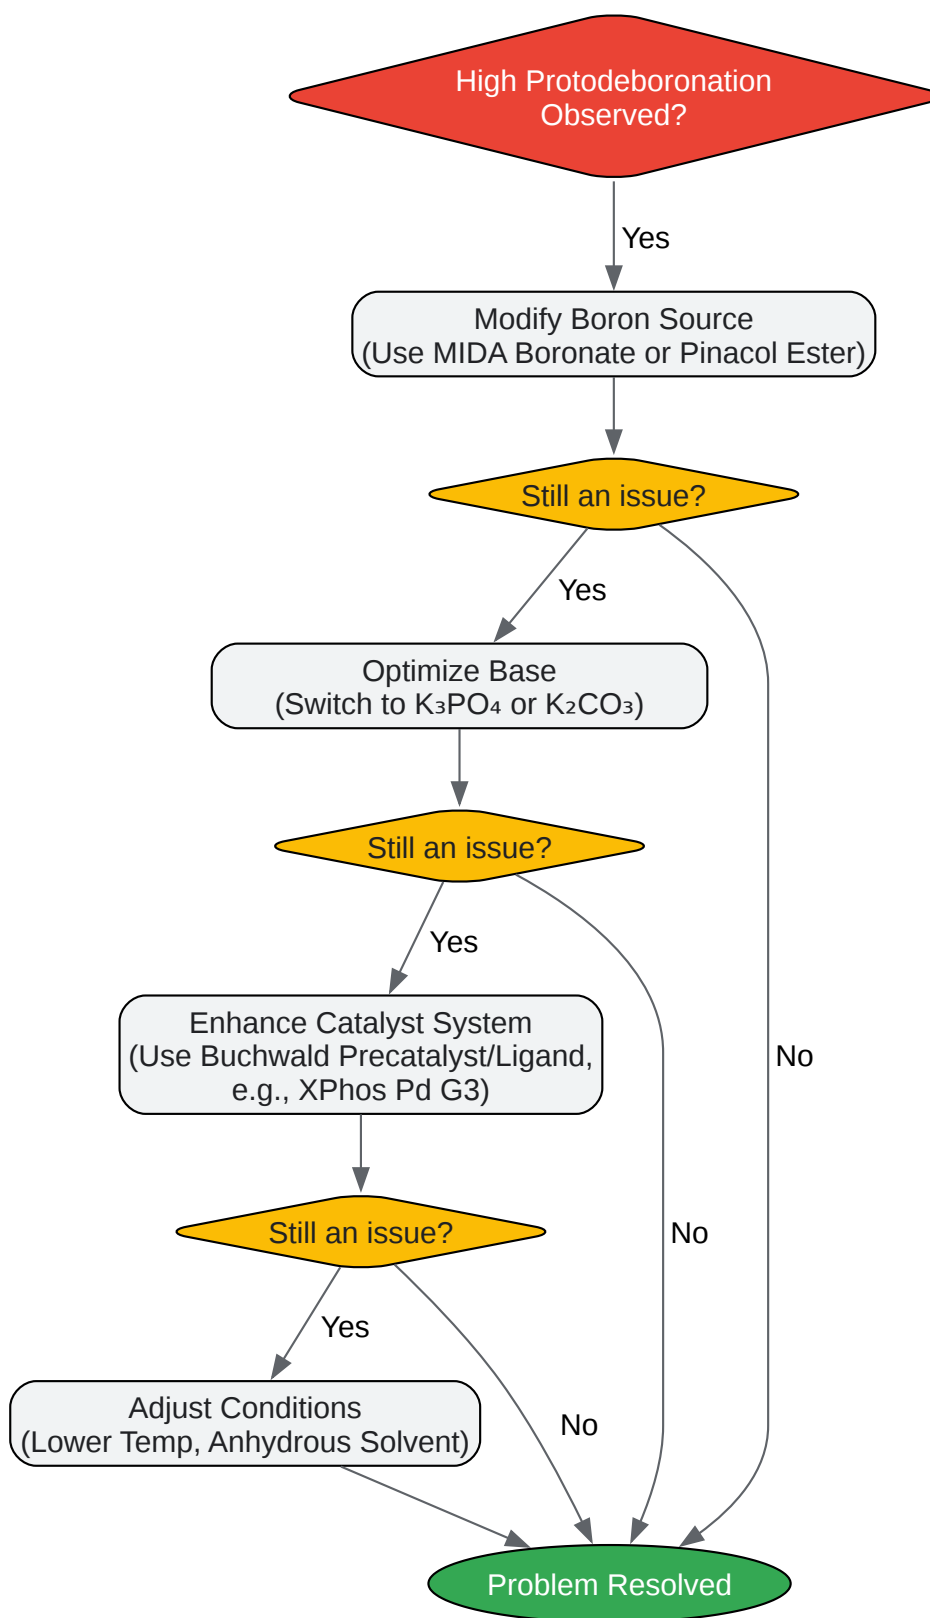 High Protodeboronation
Observed?
Yes
Modify Boron Source
(Use MIDA Boronate or Pinacol Ester)
Still an issue?
Yes
Optimize Base
(Switch to K₃PO₄ or K₂CO₃)
Still an issue?
Yes
Enhance Catalyst System
(Use Buchwald Precatalyst/Ligand,
e.g., XPhos Pd G3)
No
Still an issue?
No
Yes
Adjust Conditions
(Lower Temp, Anhydrous Solvent)
No
Problem Resolved